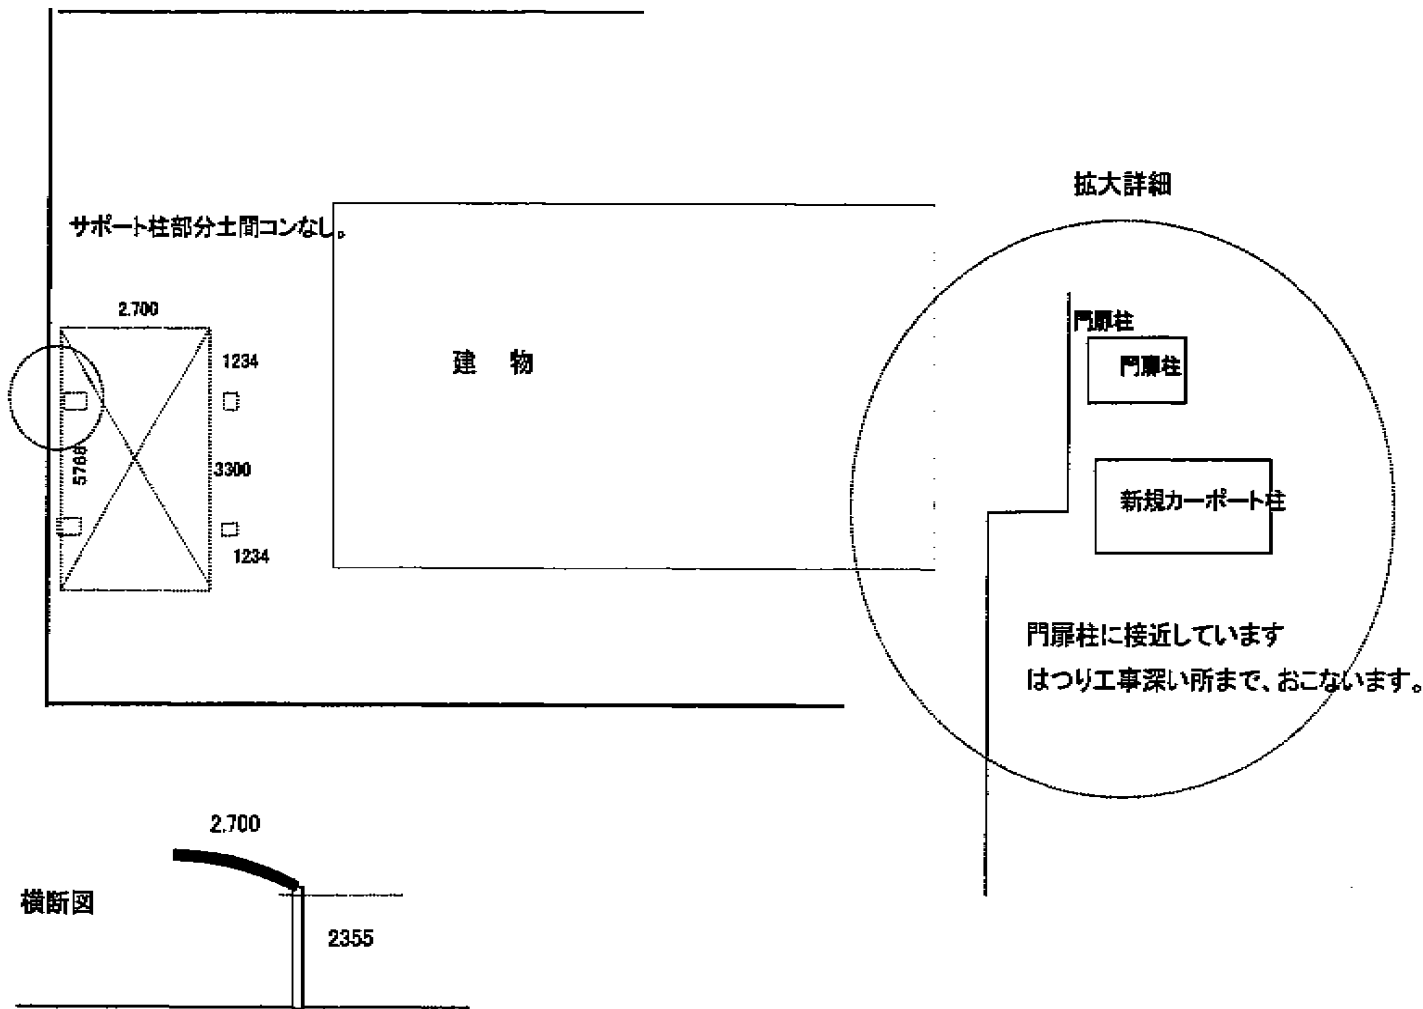 拡大詳細
サポート柱部分土間コンなし。
2.700
1234
5768
3300
1234
建 物
門扉柱
門扉柱
新規カーポート柱
門扉柱に接近しています
はつり工事深い所まで、おこないます。
2.700
横断図
2355